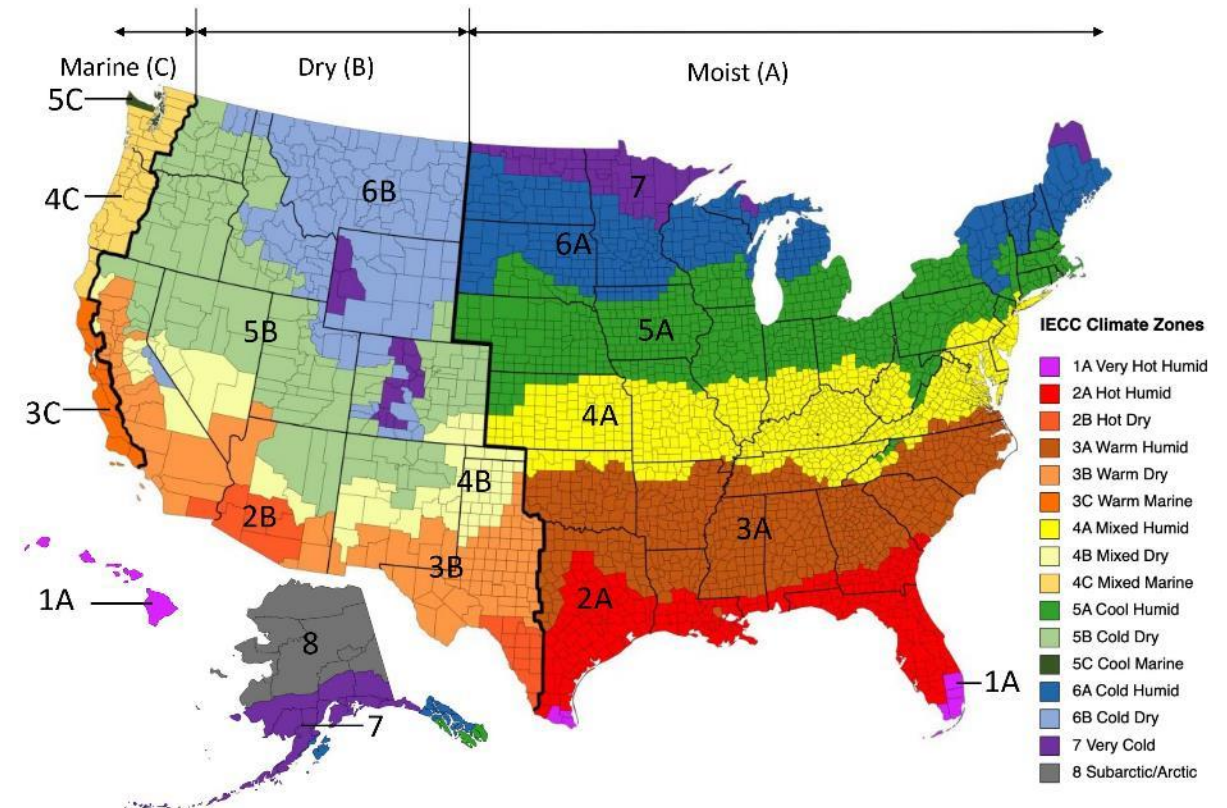 Marine (C)
Dry (B)
Moist (A)
5C
4C
6B
7
6A
5B
5A
3C
4A
4B
2B
3A
3B
1A
2A
8
1A
7
IECC Climate Zones
1A Very Hot Humid
2A Hot Humid
2B Hot Dry
3A Warm Humid
3B Warm Dry
3C Warm Marine
4A Mixed Humid
4B Mixed Dry
4C Mixed Marine
5A Cool Humid
5B Cold Dry
5C Cool Marine
6A Cold Humid
6B Cold Dry
7 Very Cold
8 Subarctic/Arctic